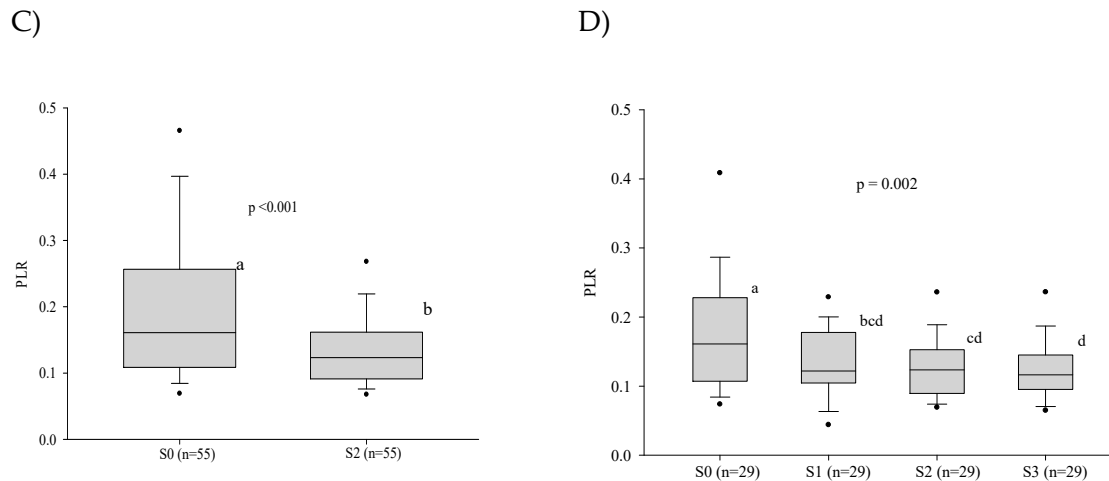 C)
D)
0.5
0.4
0.3
0.2
0.1
0.0
PLR
p <0.001
a
b
S0 (n=55)
S2 (n=55)
0.5
0.4
0.3
0.2
0.1
0.0
PLR
p = 0.002
a
bcd
cd
d
S0 (n=29)
S1 (n=29)
S2 (n=29)
S3 (n=29)